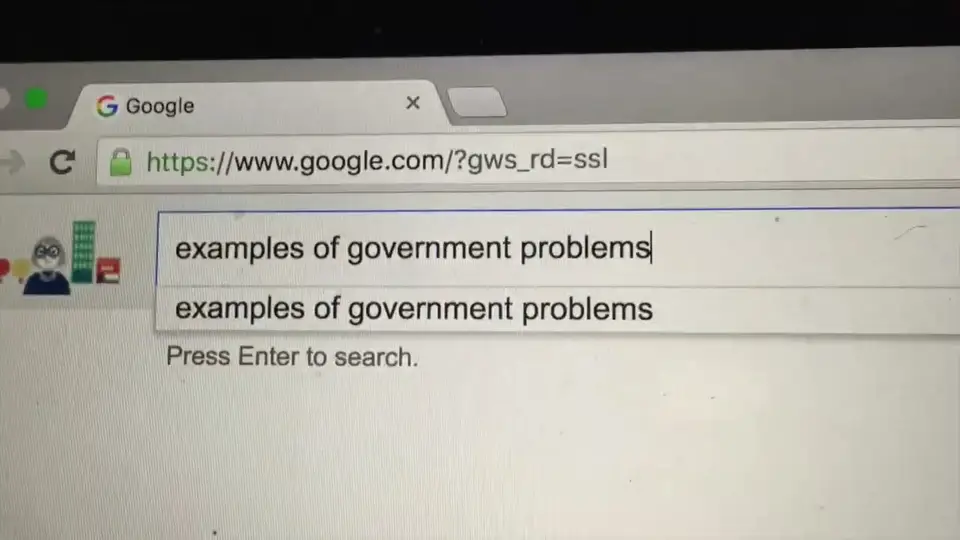 Google
https://www.google.com/?gws_rd=ssl
examples of government problems
examples of government problems
Press Enter to search.